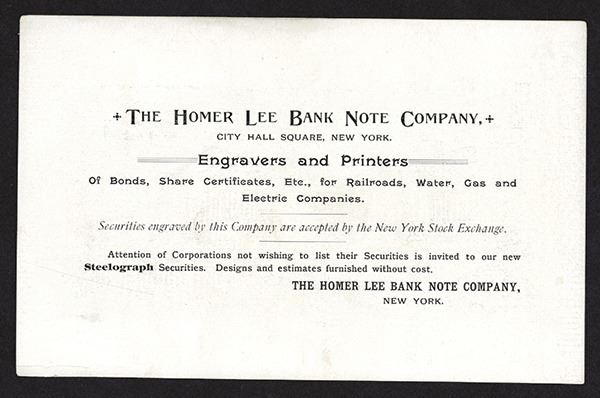 + THE HOMER LEE BANK NOTE COMPANY, +
CITY HALL SQUARE, NEW YORK.
Engravers and Printers
Of Bonds, Share Certificates, Etc., for Railroads, Water, Gas and
Electric Companies.
Securities engraved by this Company are accepted by the New York Stock Exchange.
Attention of Corporations not wishing to list their Securities is invited to our new
Steelograph Securities. Designs and estimates furnished without cost.
THE HOMER LEE BANK NOTE COMPANY,
NEW YORK.